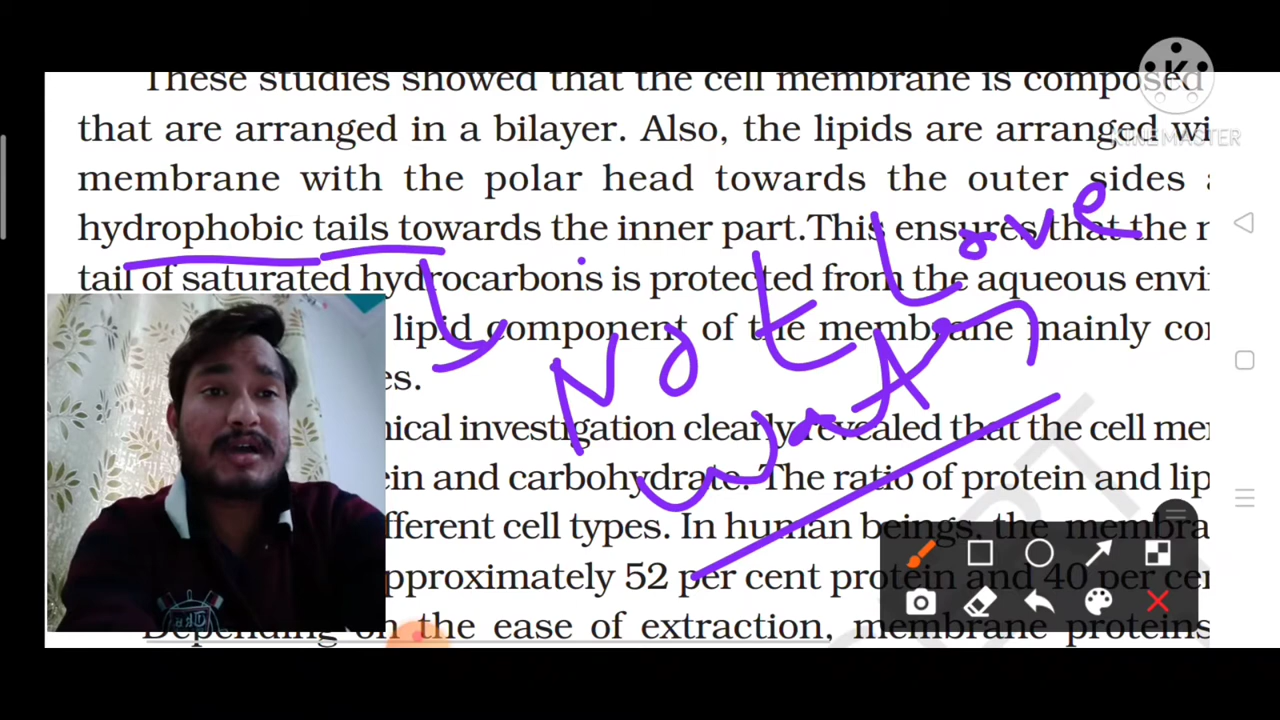 These studies showed that the cell membrane is composed
that are arranged in a bilayer. Also, the lipids are arranged wi
membrane with the polar head towards the outer sides
hydrophobic tails towards the inner part.This ensures that the
tail of saturated hydrocarbons is protected from the aqueous envi
lipid component of the membrane mainly co
es.
ical investigation clearly revealed that the cell me
ein and carbohydrate. The ratio of protein and lip
fferent cell types. In human beings, the membra
pproximately 52 per cent protein and 40 per ce
Depending on the ease of extraction, membrane proteins
Not Love
water
KINEMASTER